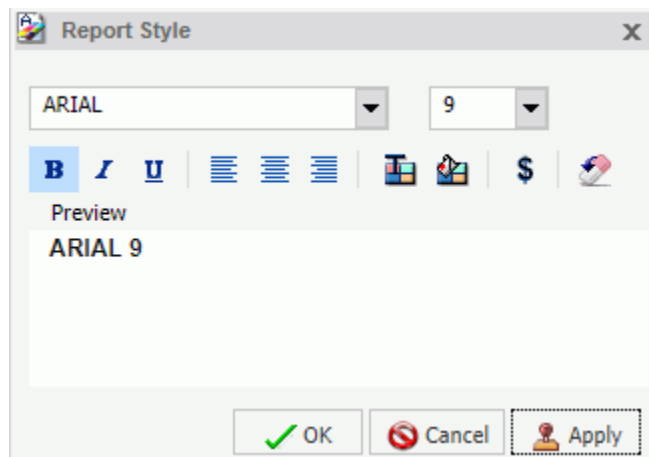 Report Style
ARIAL 9
B I U $
Preview
ARIAL 9
OK Cancel Apply